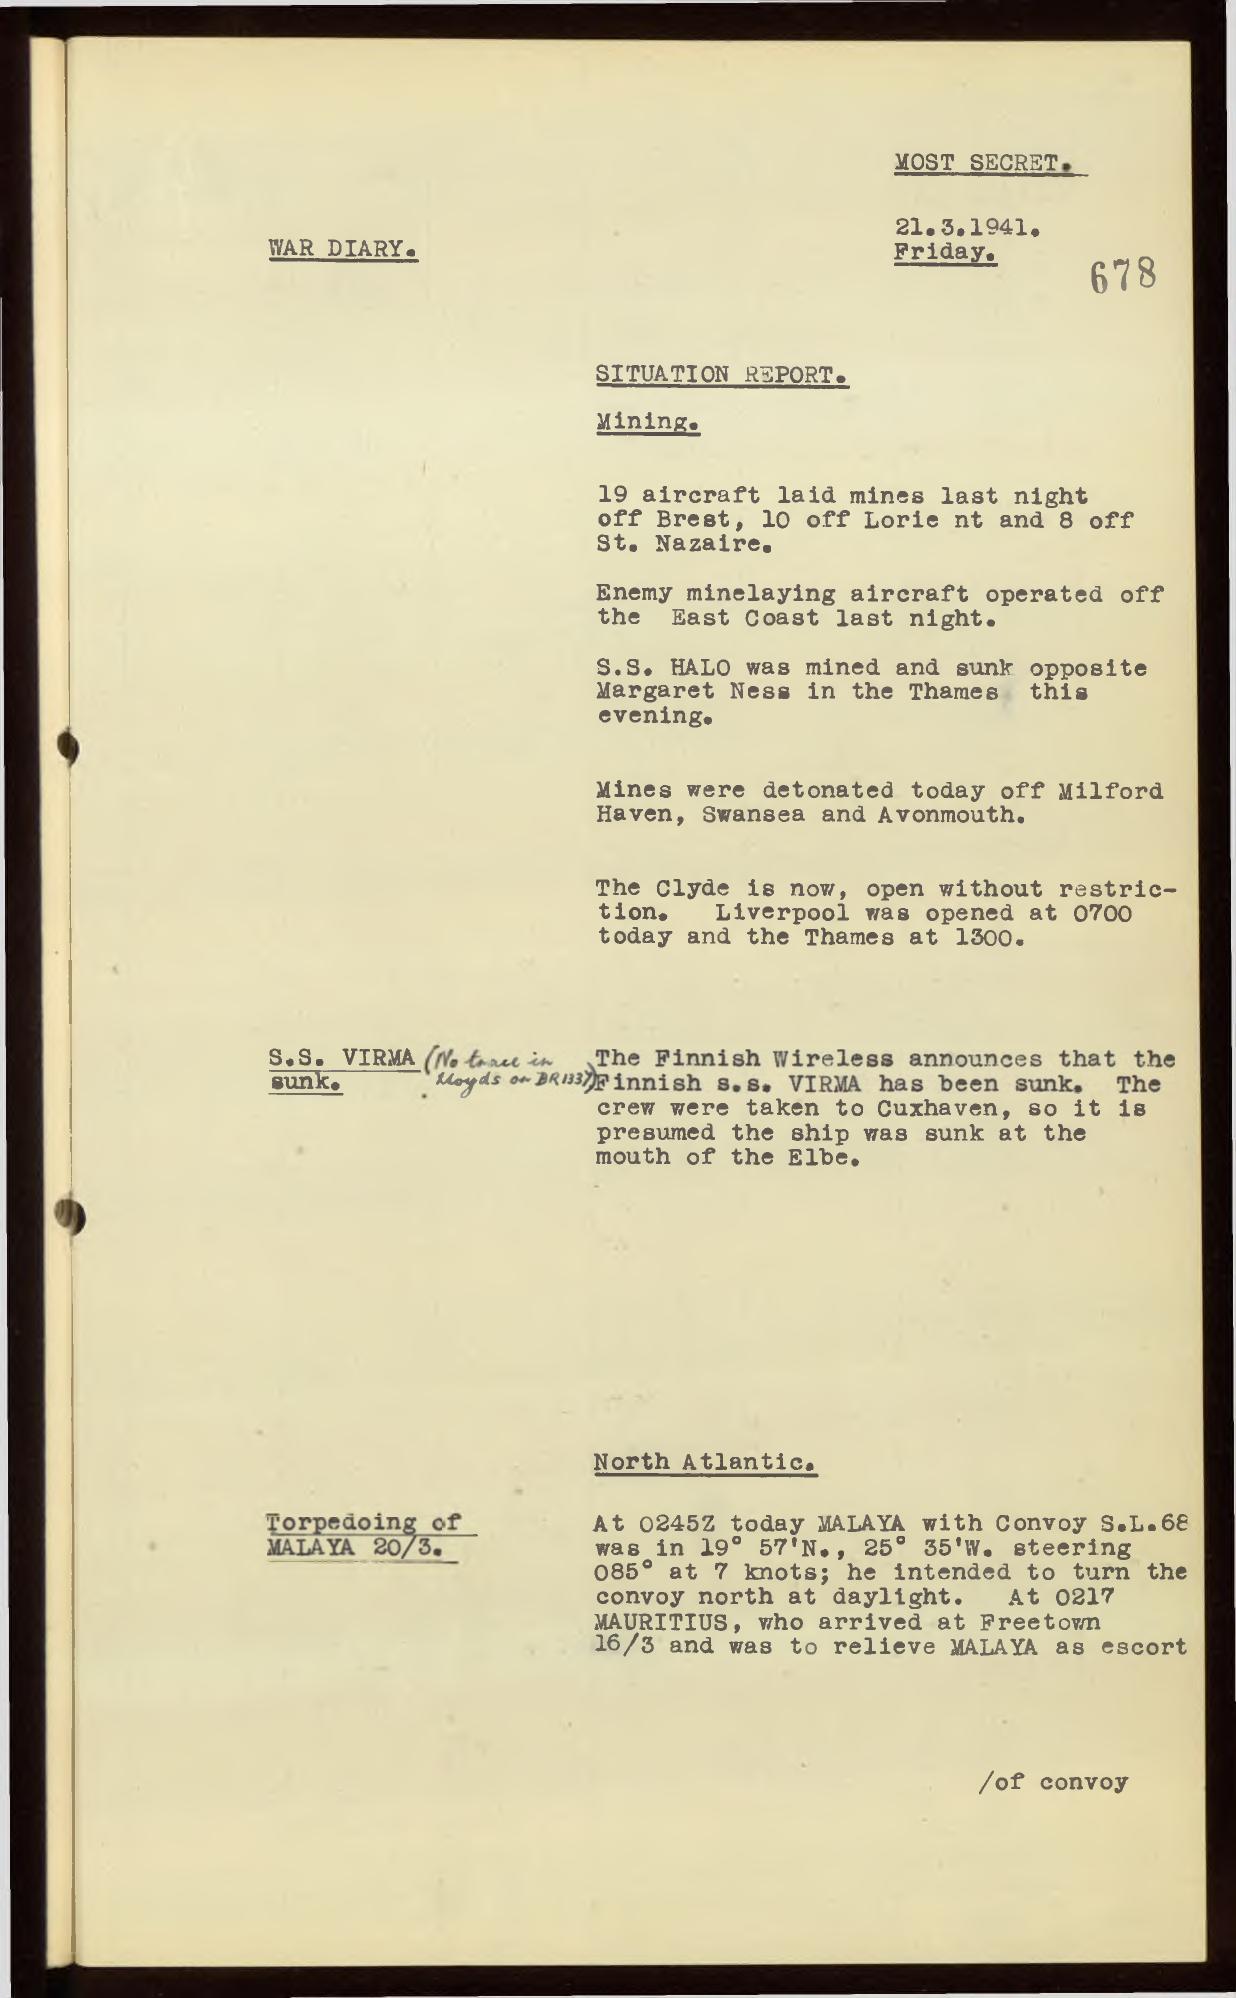 MOST SECRET.
WAR DIARY.
21.3.1941.
Friday.
678
SITUATION REPORT.
Mining.
19 aircraft laid mines last night
off Brest, 10 off Lorie nt and 8 off
St. Nazaire.
Enemy minelaying aircraft operated off
the East Coast last night.
S.S. HALO was mined and sunk opposite
Margaret Ness in the Thames this
evening.
Mines were detonated today off Milford
Haven, Swansea and Avonmouth.
The Clyde is now, open without restric-
tion. Liverpool was opened at 0700
today and the Thames at 1300.
S.S. VIRMA
sunk.
(No trace in
Lloyds or BR1337)
The Finnish Wireless announces that the
Finnish s.s. VIRMA has been sunk. The
crew were taken to Cuxhaven, so it is
presumed the ship was sunk at the
mouth of the Elbe.
North Atlantic.
Torpedoing of
MALAYA 20/3.
At 0245Z today MALAYA with Convoy S.L.68
was in 19° 57'N., 25° 35'W. steering
085° at 7 knots; he intended to turn the
convoy north at daylight. At 0217
MAURITIUS, who arrived at Freetown
16/3 and was to relieve MALAYA as escort
/of convoy